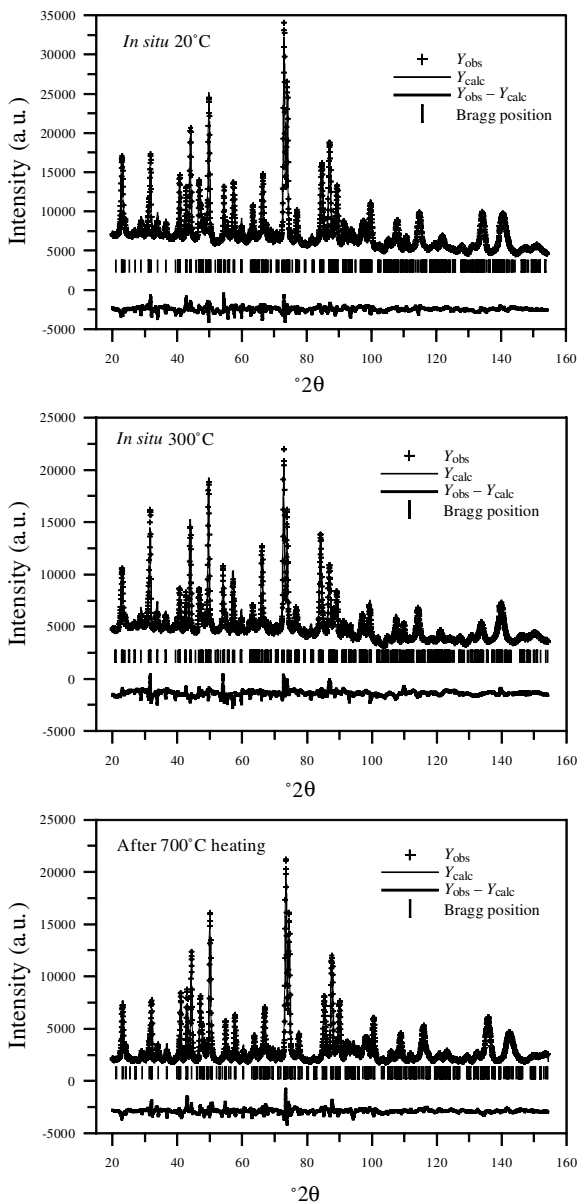 35000
In situ 20°C
30000
25000
20000
15000
10000
5000
0
-5000
Intensity (a.u.)
+ Yobs
Ycalc
Yobs − Ycalc
Bragg position
20 40 60 80 100 120 140 160
°2θ
25000
In situ 300°C
20000
15000
10000
5000
0
-5000
Intensity (a.u.)
+ Yobs
Ycalc
Yobs − Ycalc
Bragg position
20 40 60 80 100 120 140 160
°2θ
25000
After 700°C heating
20000
15000
10000
5000
0
-5000
Intensity (a.u.)
+ Yobs
Ycalc
Yobs − Ycalc
Bragg position
20 40 60 80 100 120 140 160
°2θ